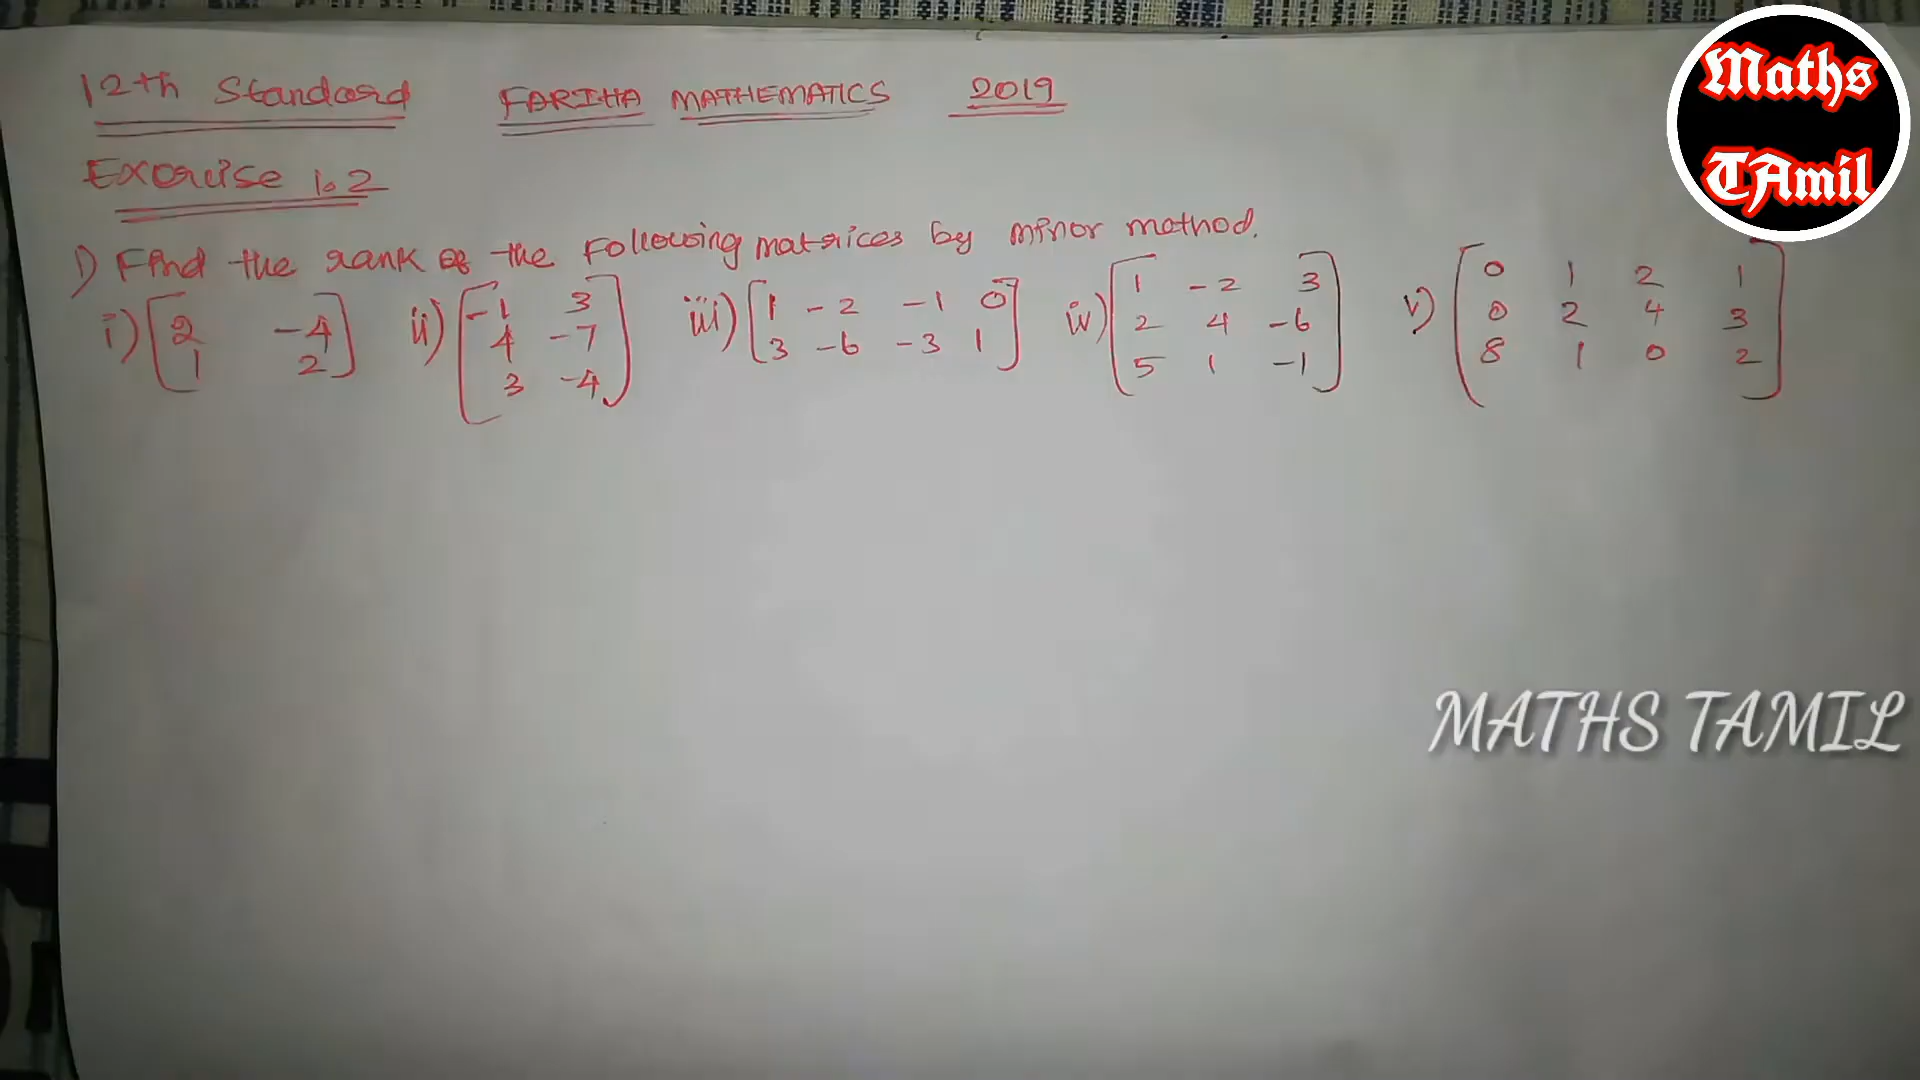 12th Standard FARIHA MATHEMATICS 2019
Exercise 1.2
1) Find the rank of the following matrices by minor method.
i) [2 -4
1 2]
ii) [-1 3
4 -7
3 -4]
iii) [1 -2 -1 0
3 -6 -3 1]
iv) [1 -2 3
2 4 -6
5 1 -1]
v) [0 1 2 1
0 2 4 3
8 1 0 2]
Maths
TAmil
MATHS TAMIL